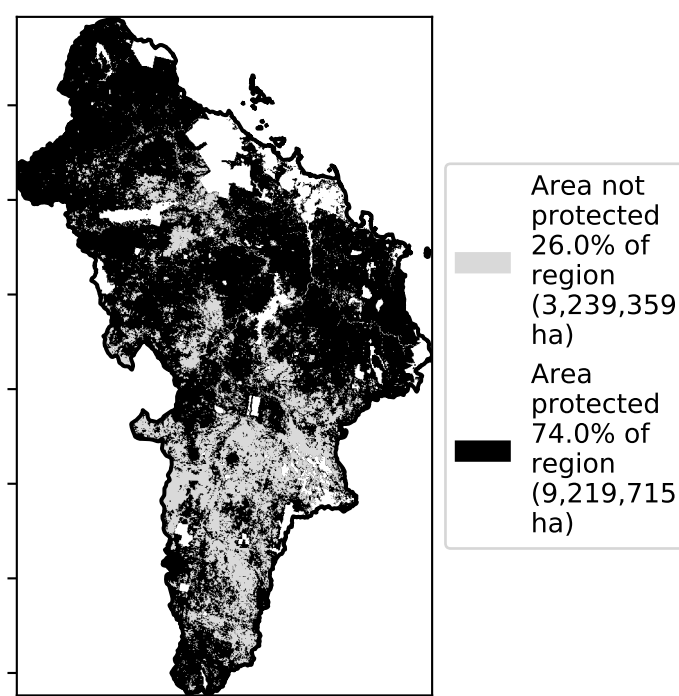 Area not
protected
26.0% of
region
(3,239,359
ha)
Area
protected
74.0% of
region
(9,219,715
ha)